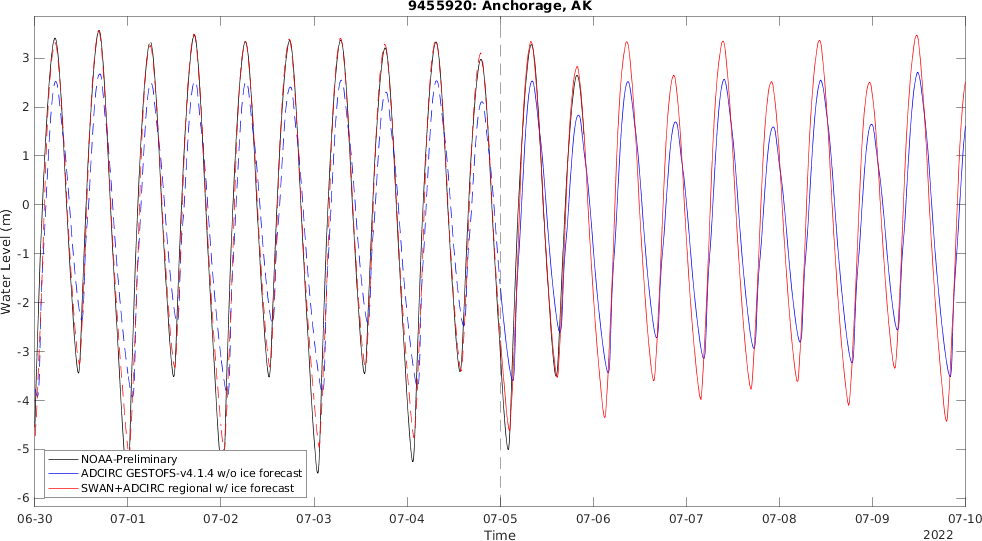 9455920: Anchorage, AK
Water Level (m)
3
2
1
0
-1
-2
-3
-4
-5
-6
NOAA-Preliminary
ADCIRC GESTOFS-v4.1.4 w/o ice forecast
SWAN+ADCIRC regional w/ ice forecast
06-30 07-01 07-02 07-03 07-04 07-05 07-06 07-07 07-08 07-09 07-10
Time
2022